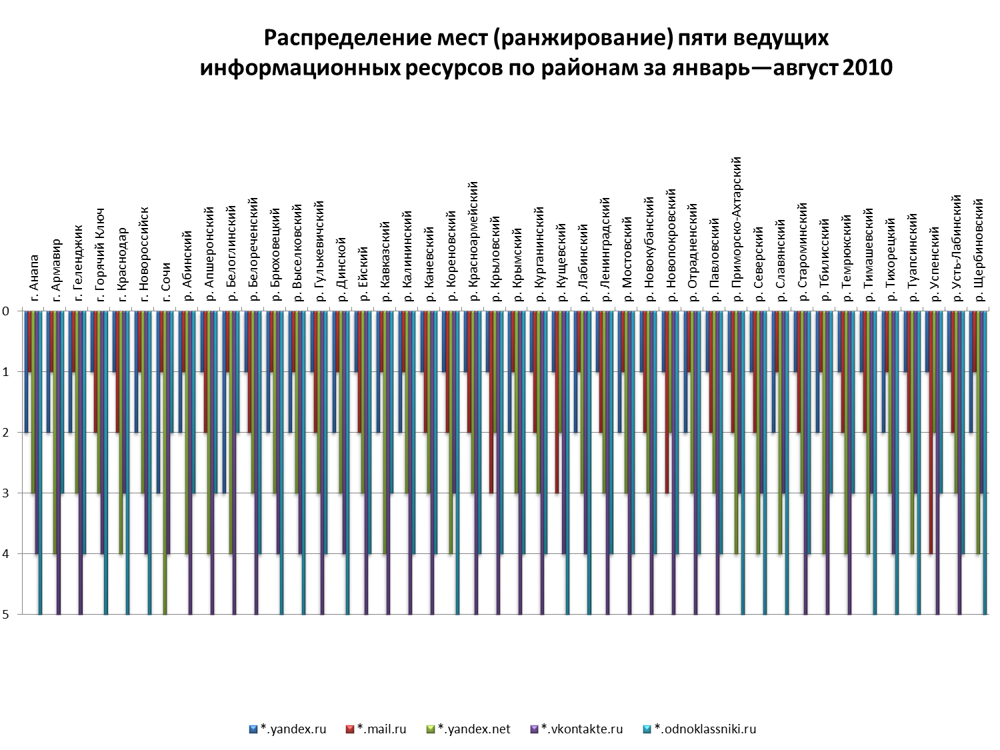 Распределение мест (ранжирование) пяти ведущих
информационных ресурсов по районам за январь—август 2010
г. Анапа
г. Армавир
г. Геленджик
г. Горячий Ключ
г. Краснодар
г. Новороссийск
г. Сочи
р. Абинский
р. Апшеронский
р. Белоглинский
р. Белореченский
р. Брюховецкий
р. Выселковский
р. Гулькевичский
р. Динской
р. Ейский
р. Кавказский
р. Калининский
р. Каневский
р. Кореновский
р. Красноармейский
р. Крыловский
р. Крымский
р. Курганинский
р. Кущевский
р. Лабинский
р. Ленинградский
р. Мостовский
р. Новокубанский
р. Новопокровский
р. Отрадненский
р. Павловский
р. Приморско-Ахтарский
р. Северский
р. Славянский
р. Староминский
р. Тбилисский
р. Темрюкский
р. Тимашевский
р. Тихорецкий
р. Туапсинский
р. Успенский
р. Усть-Лабинский
р. Щербиновский
0
1
2
3
4
5
*.yandex.ru *.mail.ru *.yandex.net *.vkontakte.ru *.odnoklassniki.ru